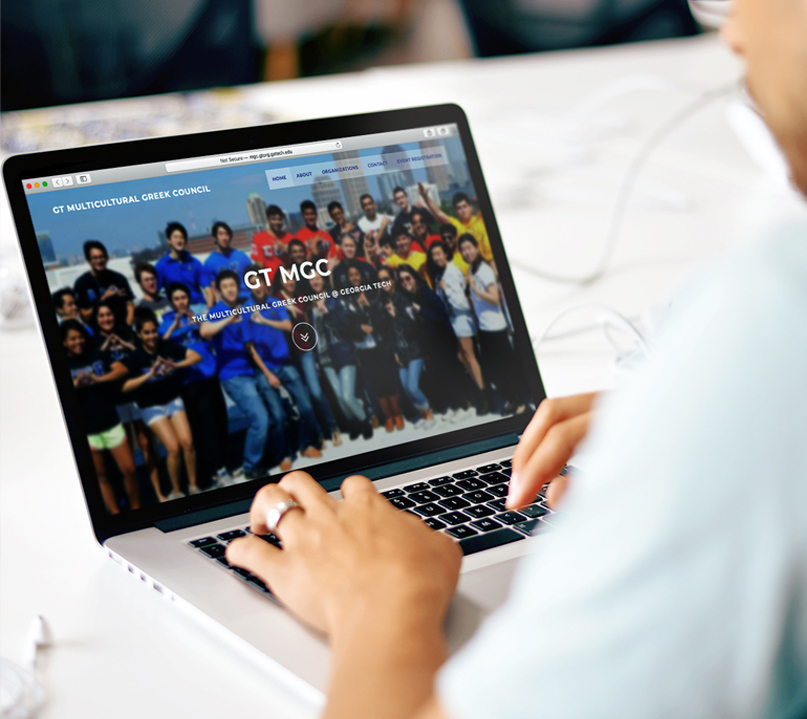 Not Secure — mgc.gtorg.gatech.edu
GT MULTICULTURAL GREEK COUNCIL
HOME ABOUT ORGANIZATIONS CONTACT EVENT REGISTRATION
GT MGC
THE MULTICULTURAL GREEK COUNCIL @ GEORGIA TECH